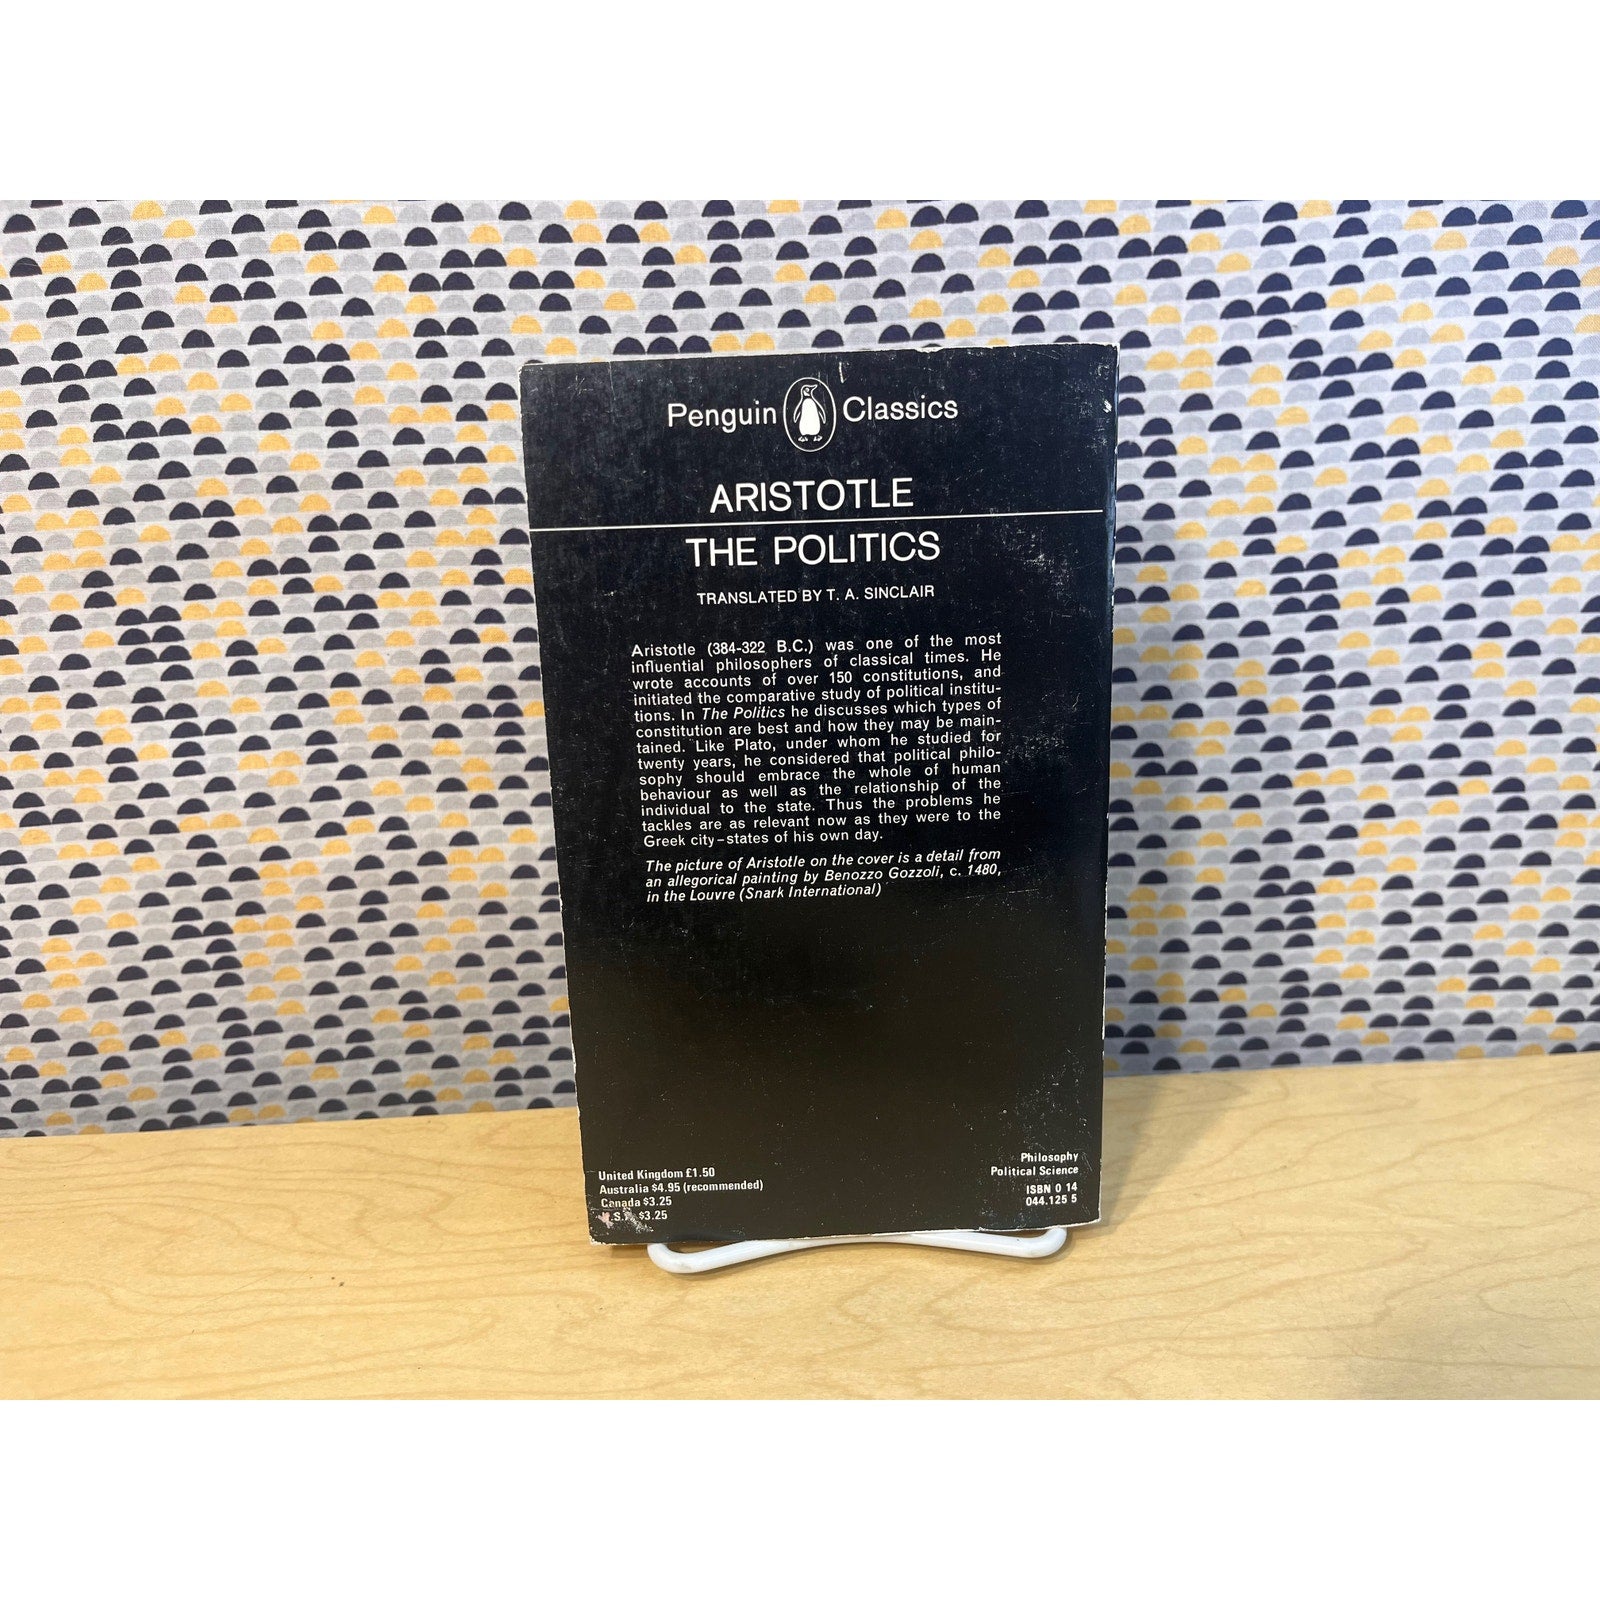 Penguin Classics
ARISTOTLE
THE POLITICS
TRANSLATED BY T. A. SINCLAIR
Aristotle (384-322 B.C.) was one of the most
influential philosophers of classical times. He
wrote accounts of over 150 constitutions, and
initiated the comparative study of political institu-
tions. In The Politics he discusses which types of
constitution are best and how they may be main-
tained. Like Plato, under whom he studied for
twenty years, he considered that political philo-
sophy should embrace the whole of human
behaviour as well as the relationship of the
individual to the state. Thus the problems he
tackles are as relevant now as they were to the
Greek city–states of his own day.
The picture of Aristotle on the cover is a detail from
an allegorical painting by Benozzo Gozzoli, c. 1480,
in the Louvre (Snark International)
United Kingdom £1.50
Australia $4.95 (recommended)
Canada $3.25
$3.25
Philosophy
Political Science
ISBN 0 14
044.125 5